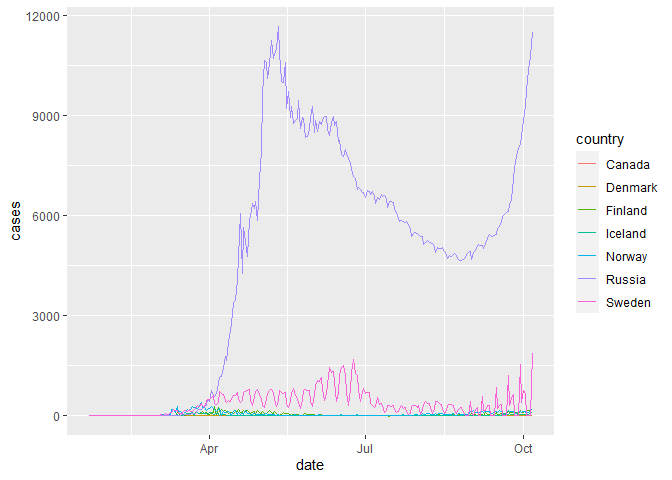 12000
9000
6000
3000
0
cases
Apr
Jul
Oct
date
country
Canada
Denmark
Finland
Iceland
Norway
Russia
Sweden